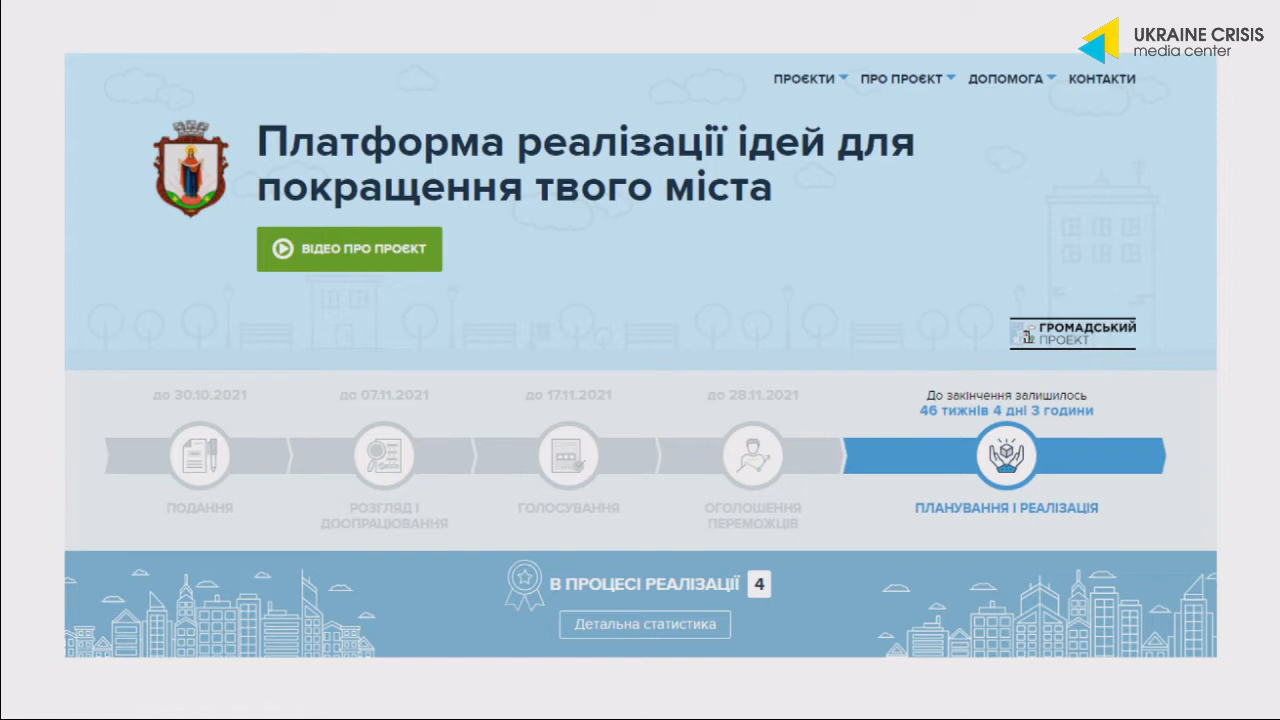 UKRAINE CRISIS
media center
ПРОЄКТИ ПРО ПРОЄКТ ДОПОМОГА КОНТАКТИ
Платформа реалізації ідей для
покращення твого міста
ВІДЕО ПРО ПРОЄКТ
ГРОМАДСЬКИЙ
ПРОЕКТ
до 30.10.2021 до 07.11.2021 до 17.11.2021 до 28.11.2021 До закінчення залишилось
46 тижнів 4 дні 3 години
ПОДАННЯ РОЗГЛЯД І ГОЛОСУВАННЯ ОГОЛОШЕННЯ ПЛАНУВАННЯ І РЕАЛІЗАЦІЯ
ДООПРАЦЮВАННЯ ПЕРЕМОЖЦІВ
В ПРОЦЕСІ РЕАЛІЗАЦІЇ 4
Детальна статистика